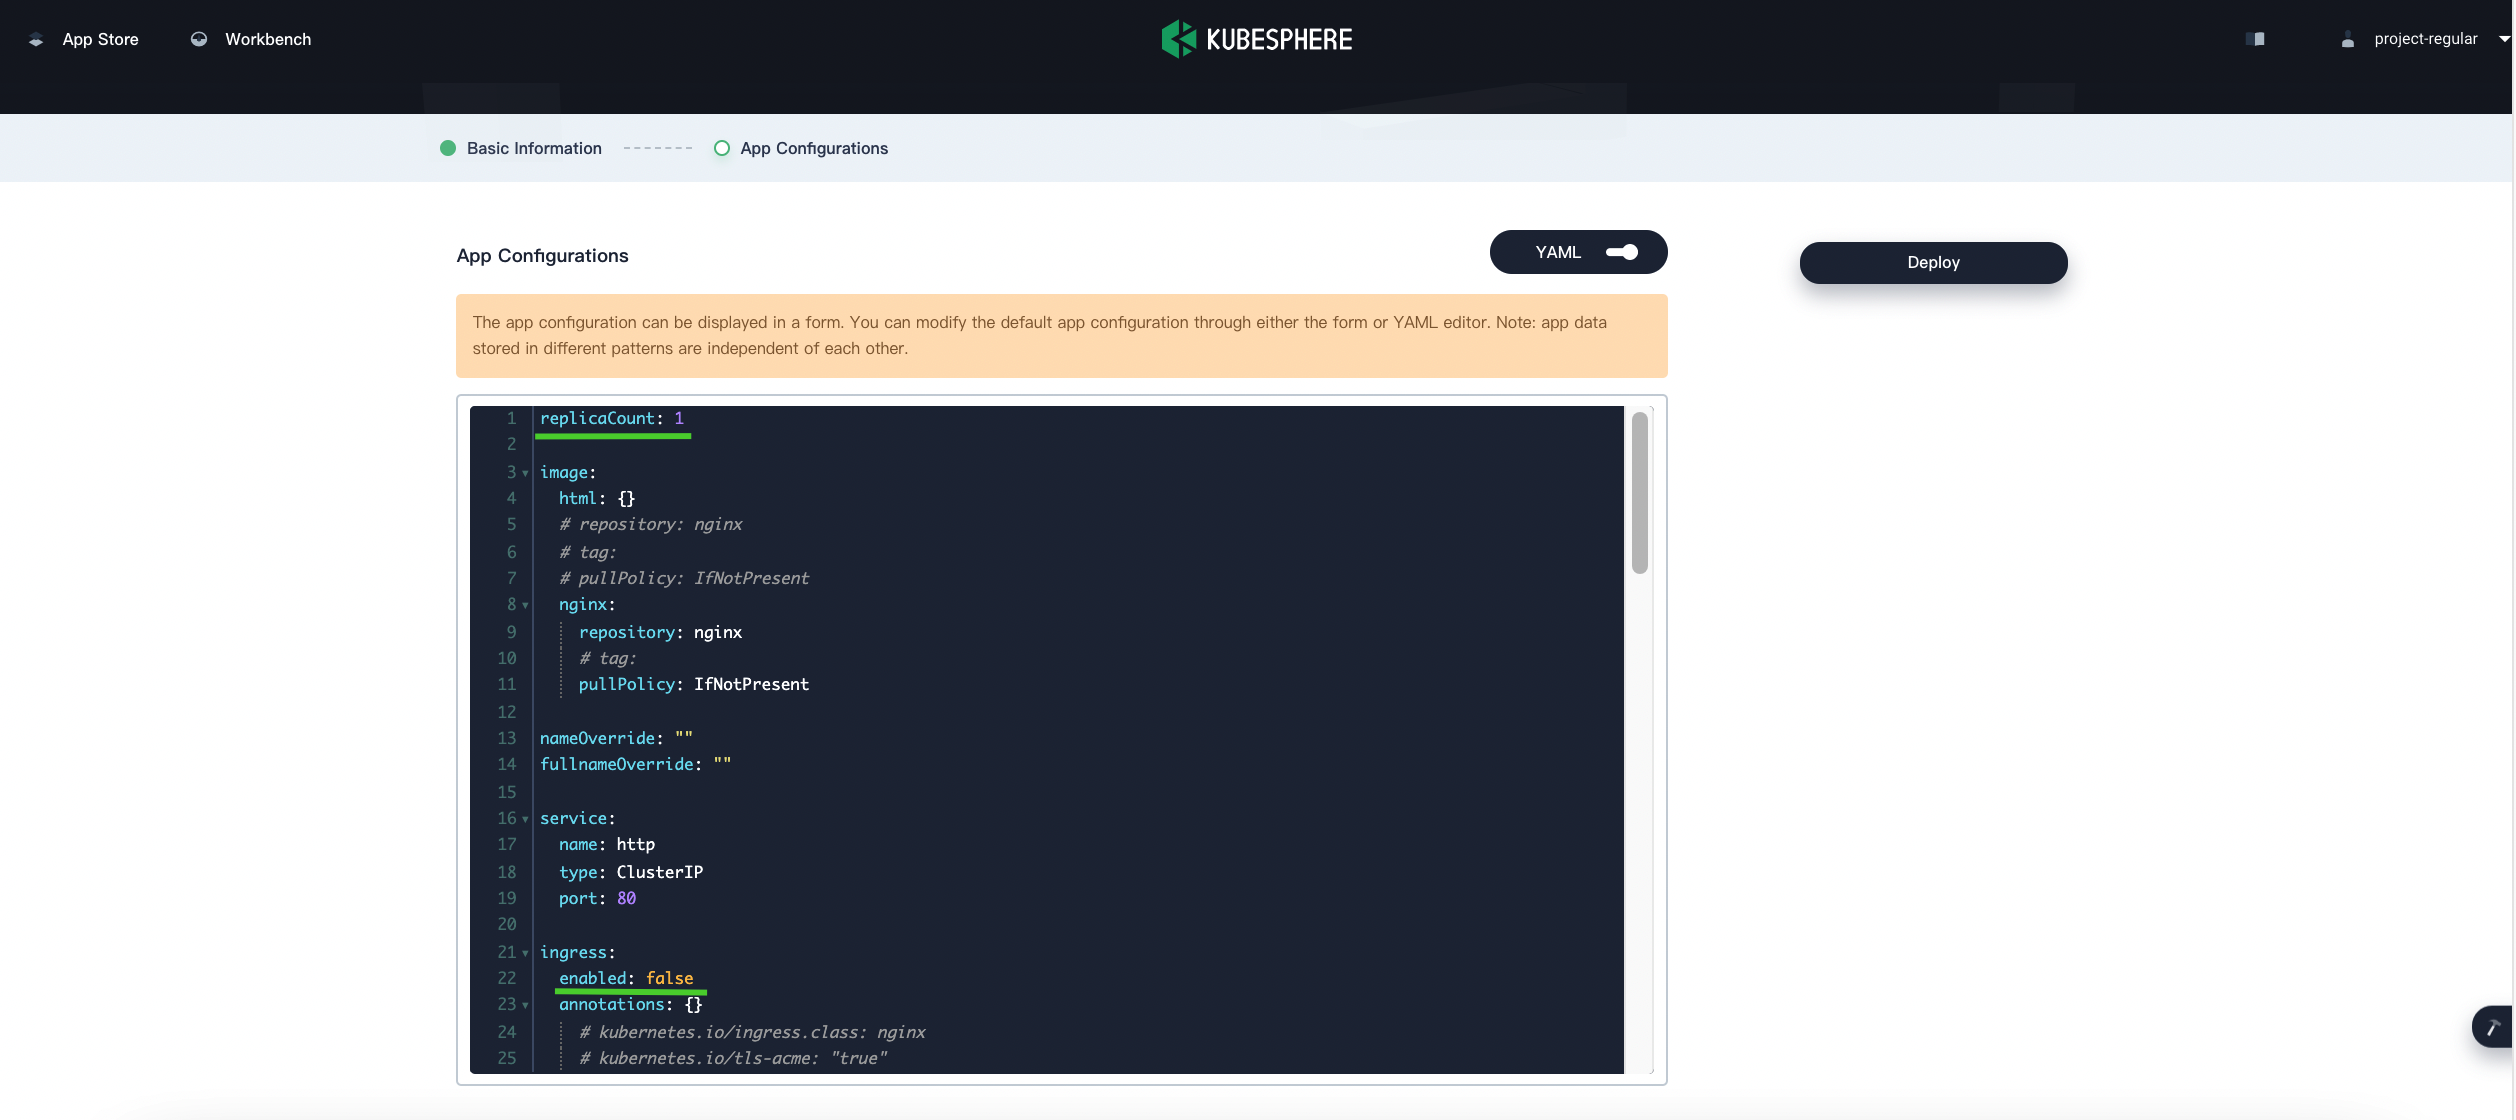 App Store
Workbench
KUBESPHERE
project-regular
Basic Information
App Configurations
App Configurations
YAML
Deploy
The app configuration can be displayed in a form. You can modify the default app configuration through either the form or YAML editor. Note: app data
stored in different patterns are independent of each other.
1 replicaCount: 1
2
3 image:
4   html: {}
5   # repository: nginx
6   # tag:
7   # pullPolicy: IfNotPresent
8   nginx:
9     repository: nginx
10     # tag:
11     pullPolicy: IfNotPresent
12
13 nameOverride: ""
14 fullnameOverride: ""
15
16 service:
17   name: http
18   type: ClusterIP
19   port: 80
20
21 ingress:
22   enabled: false
23   annotations: {}
24     # kubernetes.io/ingress.class: nginx
25     # kubernetes.io/tls-acme: "true"